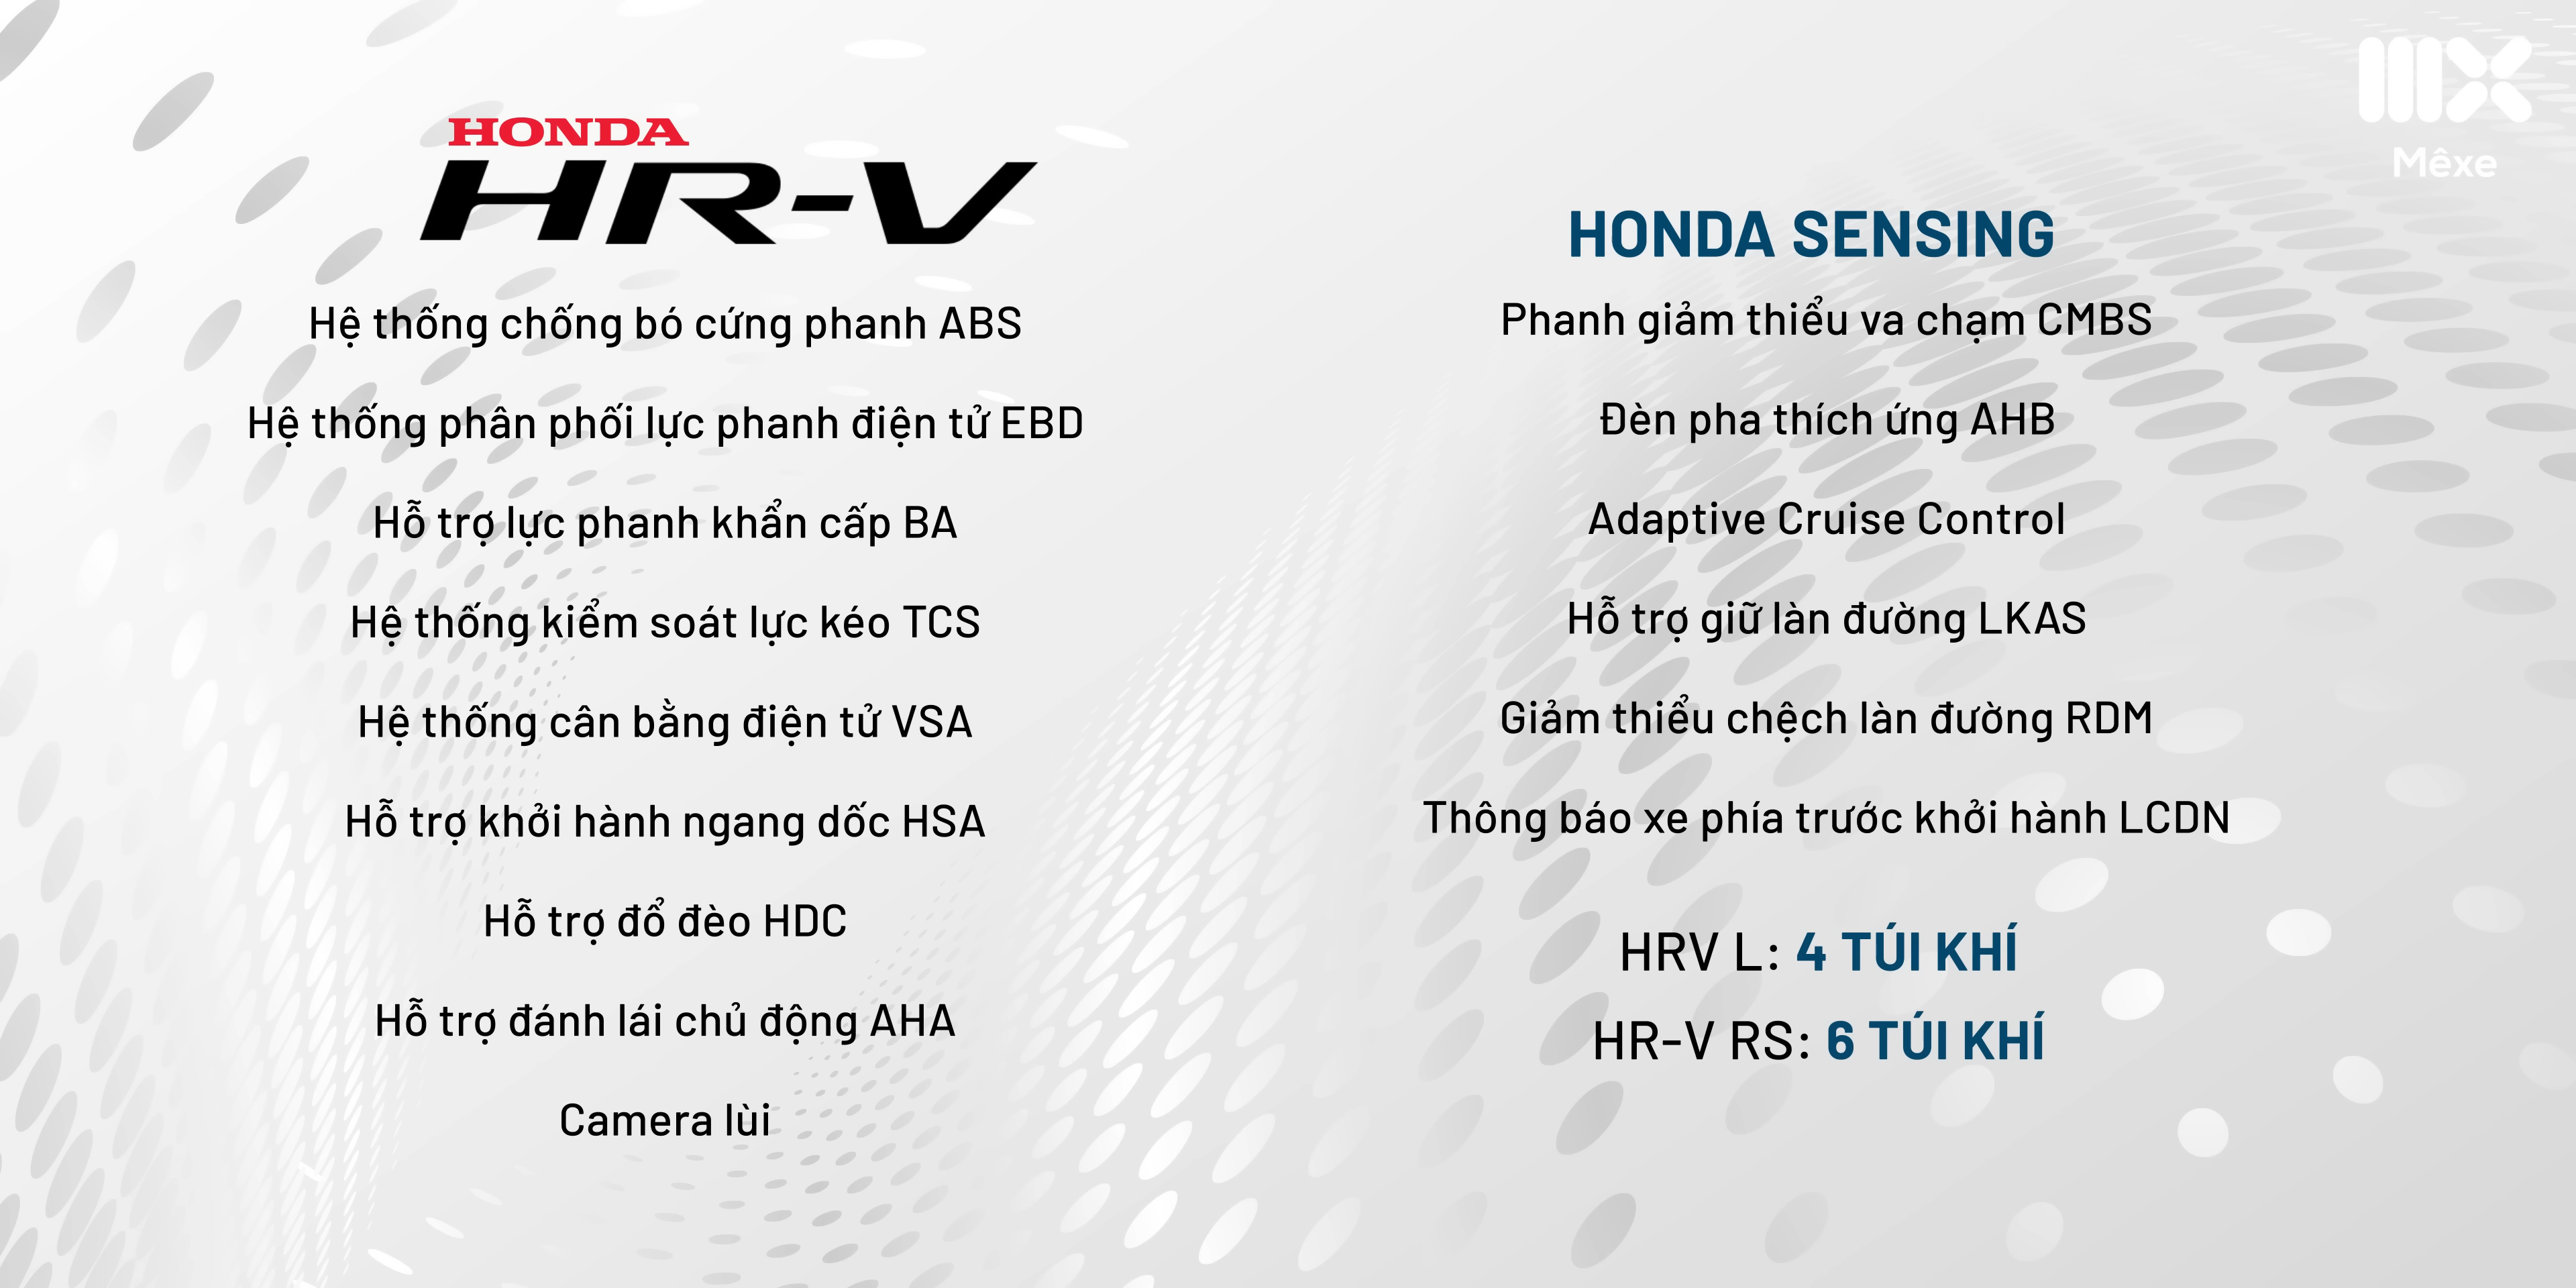 HONDA
HR-V
Hệ thống chống bó cứng phanh ABS
Hệ thống phân phối lực phanh điện tử EBD
Hỗ trợ lực phanh khẩn cấp BA
Hệ thống kiểm soát lực kéo TCS
Hệ thống cân bằng điện tử VSA
Hỗ trợ khởi hành ngang dốc HSA
Hỗ trợ đổ đèo HDC
Hỗ trợ đánh lái chủ động AHA
Camera lùi
MX
Mêxe
HONDA SENSING
Phanh giảm thiểu va chạm CMBS
Đèn pha thích ứng AHB
Adaptive Cruise Control
Hỗ trợ giữ làn đường LKAS
Giảm thiểu chệch làn đường RDM
Thông báo xe phía trước khởi hành LCDN
HRV L: 4 TÚI KHÍ
HR-V RS: 6 TÚI KHÍ